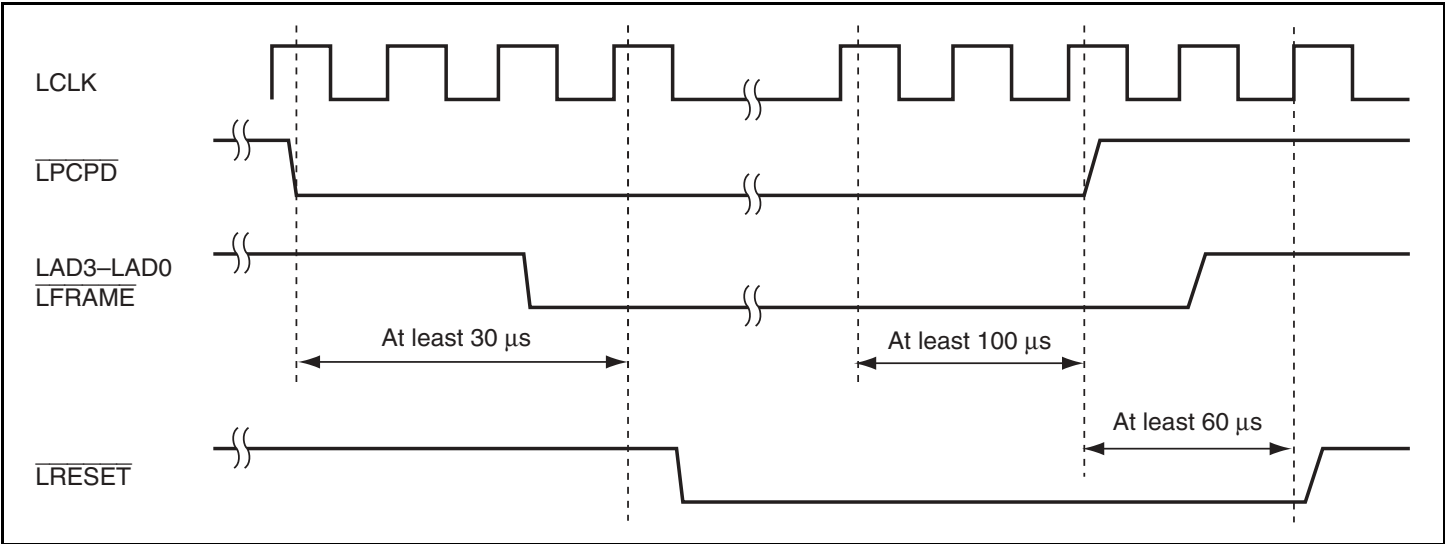 LCLK
LPCPD
LAD3–LAD0
LFRAME
At least 30 μs
At least 100 μs
At least 60 μs
LRESET